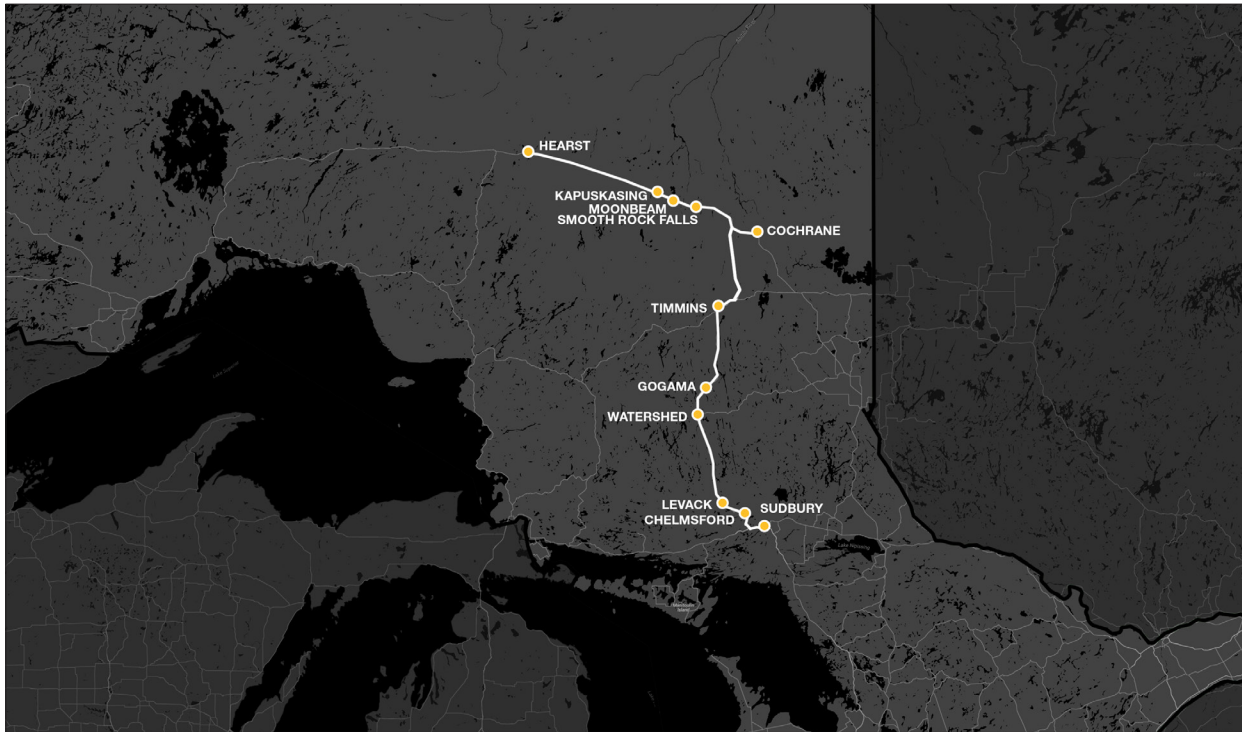 HEARST
KAPUSKASING
MOONBEAM
SMOOTH ROCK FALLS
COCHRANE
TIMMINS
GOGAMA
WATERSHED
LEVACK
SUDBURY
CHELMSFORD